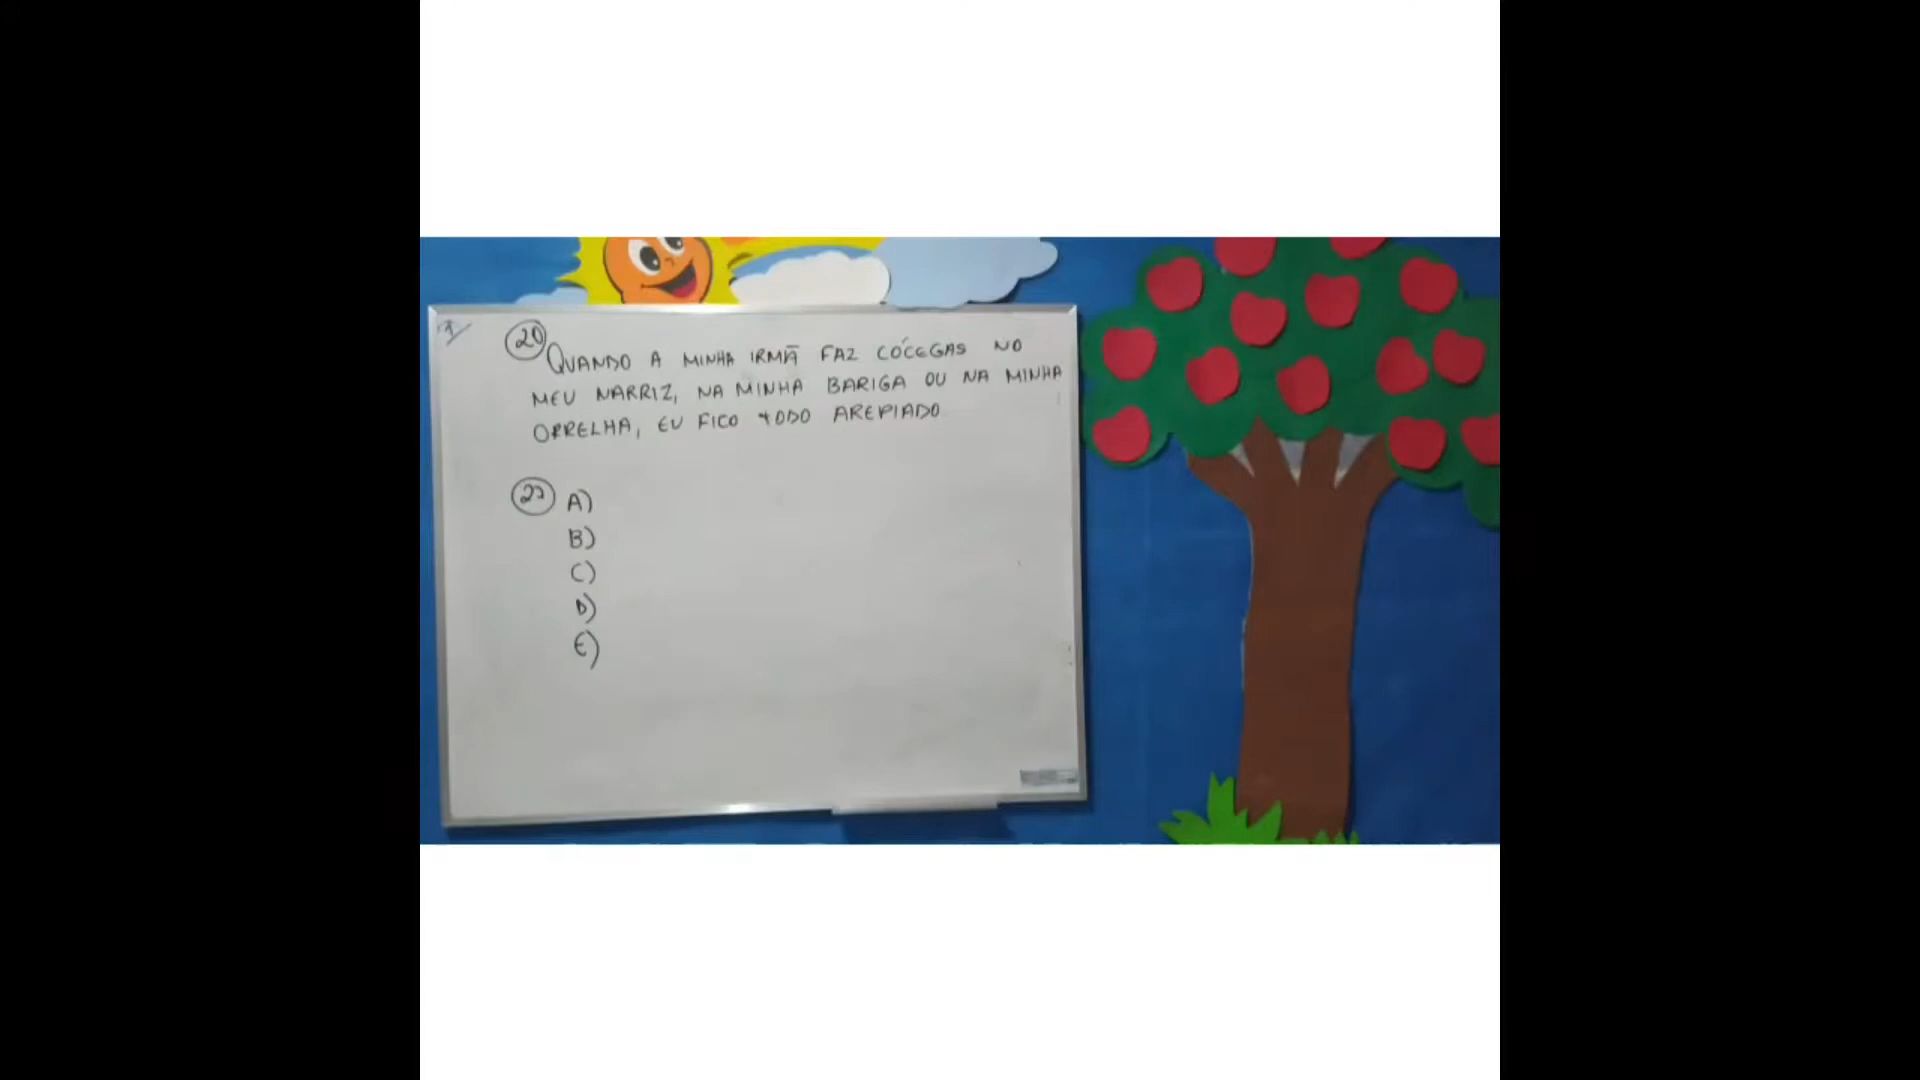 20 QUANDO A MINHA IRMÃ FAZ CÓCEGAS NO
MEU NARRIZ, NA MINHA BARIGA OU NA MINHA
ORRELHA, EU FICO TODO AREPIADO
A)
B)
C)
D)
E)